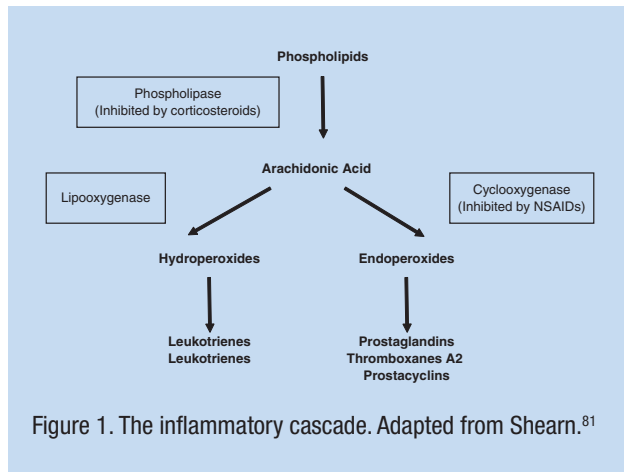 Phospholipids
Phospholipase
(Inhibited by corticosteroids)
Arachidonic Acid
Lipooxygenase
Cyclooxygenase
(Inhibited by NSAIDs)
Hydroperoxides
Endoperoxides
Leukotrienes
Leukotrienes
Prostaglandins
Thromboxanes A2
Prostacyclins
Figure 1. The inflammatory cascade. Adapted from Shearn.⁸¹